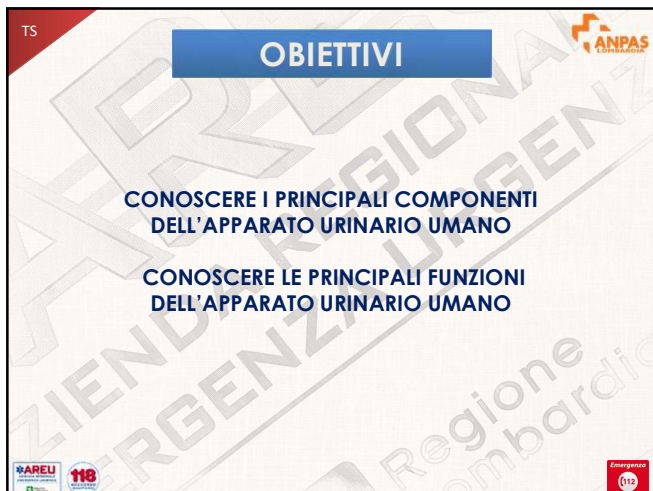 TS
OBIETTIVI
ANPAS
LOMBARDIA
CONOSCERE I PRINCIPALI COMPONENTI
DELL'APPARATO URINARIO UMANO
CONOSCERE LE PRINCIPALI FUNZIONI
DELL'APPARATO URINARIO UMANO
AREU
118
Emergenza
112